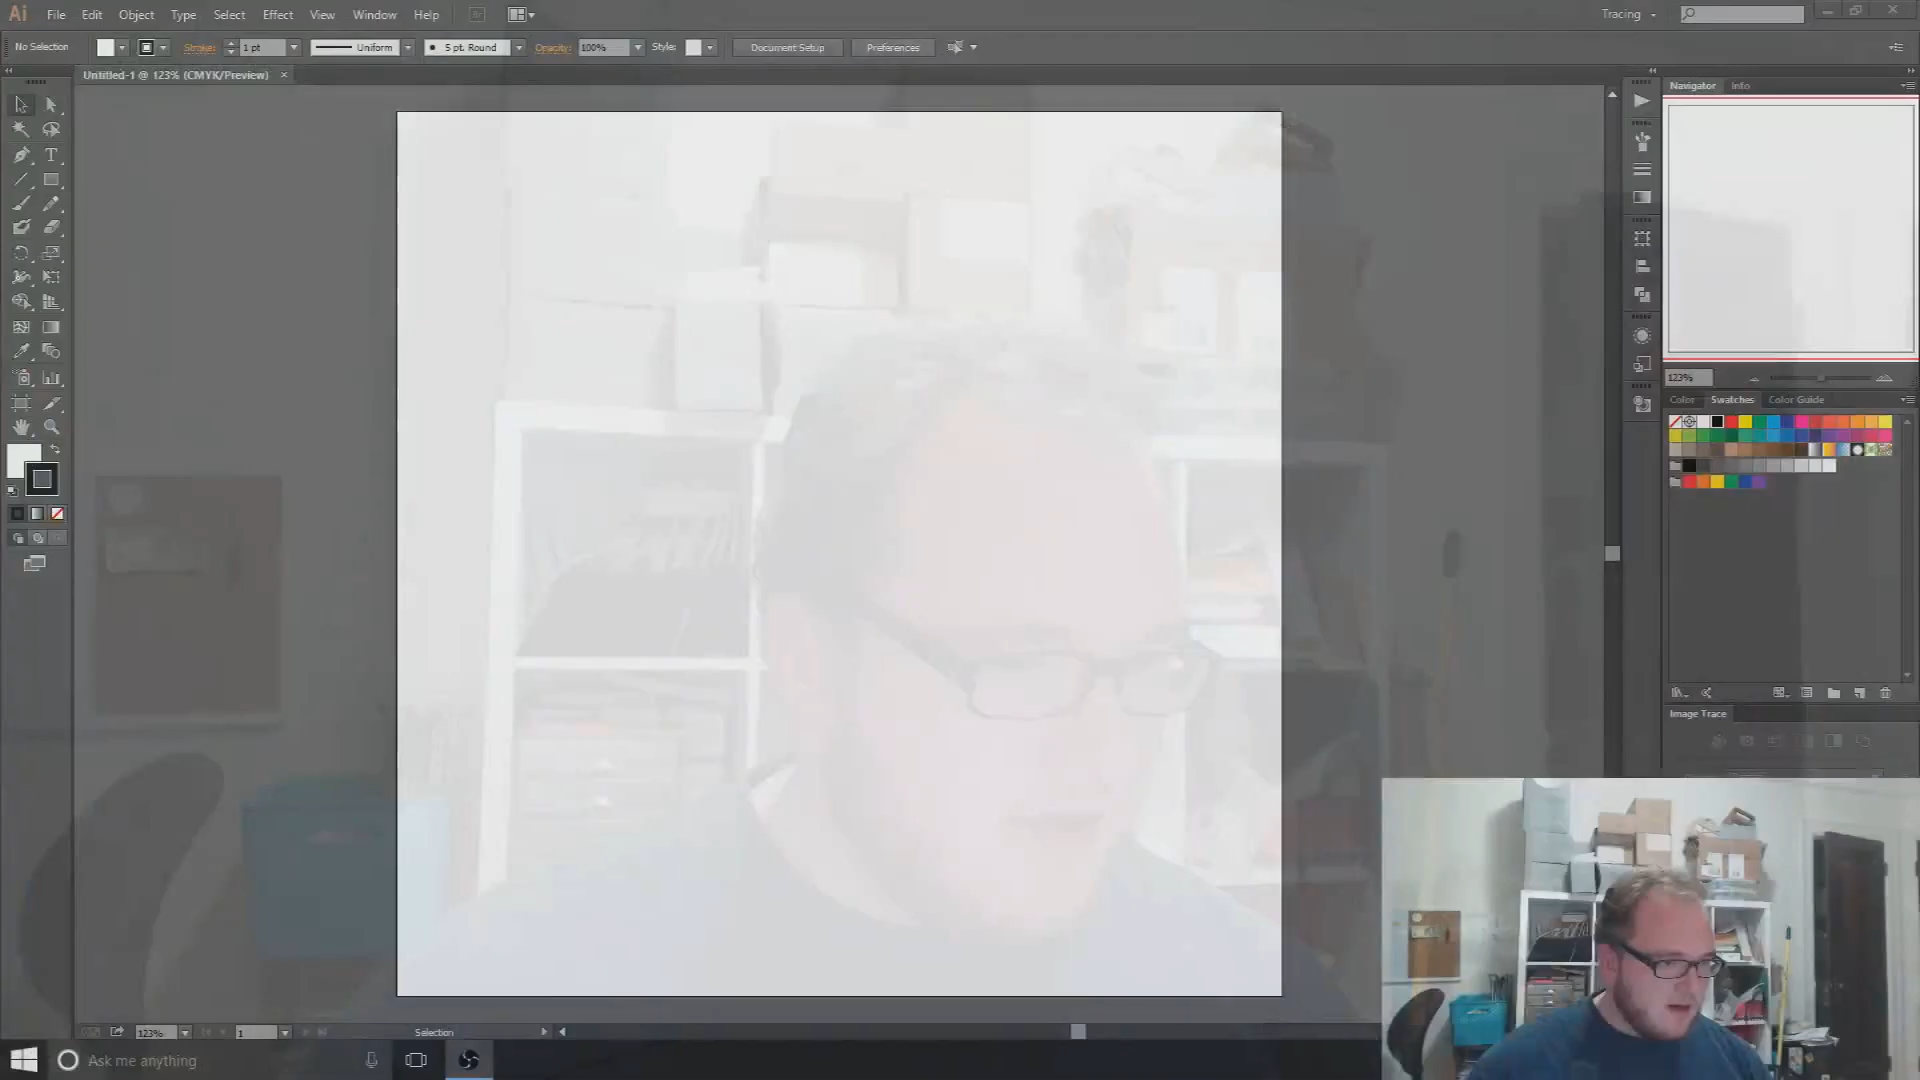 Ai File Edit Object Type Select Effect View Window Help Br Tracing
No Selection Stroke: 1 pt Uniform 5 pt. Round Opacity: 100% Style: Document Setup Preferences
Untitled-1 @ 123% (CMYK/Preview)
Navigator Info
123%
Color Swatches Color Guide
Image Trace
123% 1 Selection
Ask me anything